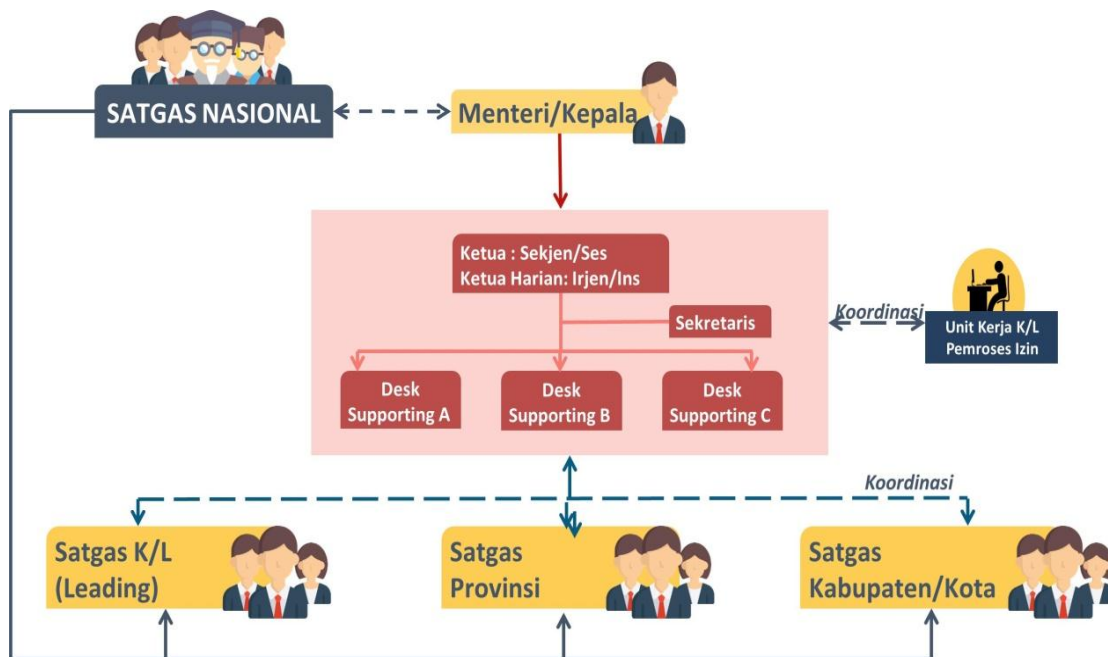 SATGAS NASIONAL
Menteri/Kepala
Ketua : Sekjen/Ses
Ketua Harian: Irjen/Ins
Sekretaris
Koordinasi
Unit Kerja K/L
Pemroses Izin
Desk
Supporting A
Desk
Supporting B
Desk
Supporting C
Koordinasi
Satgas K/L
(Leading)
Satgas
Provinsi
Satgas
Kabupaten/Kota